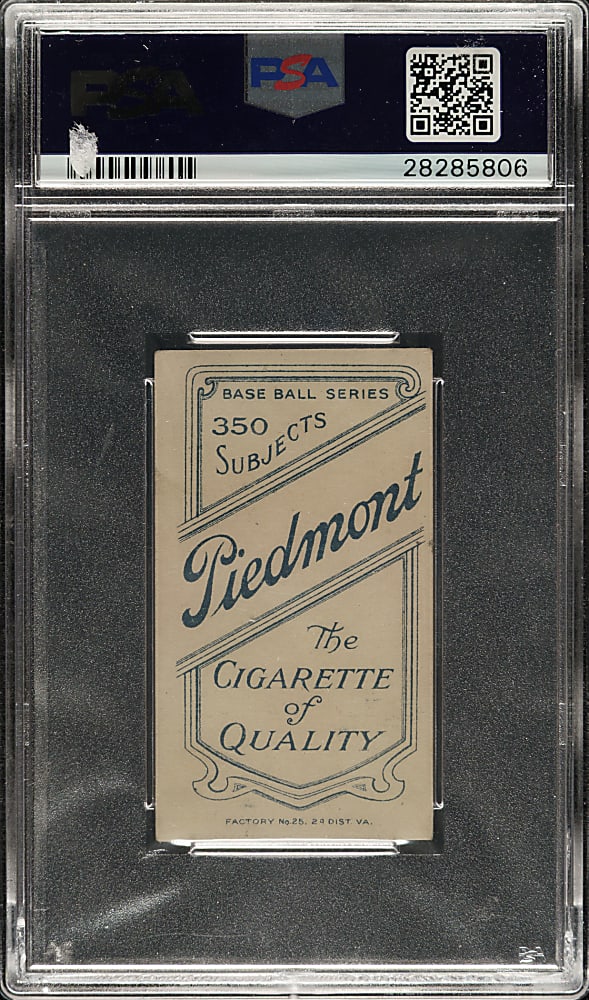 PSA
PSA
28285806
BASE BALL SERIES
350
SUBJECTS
Piedmont
The
CIGARETTE
of
QUALITY
FACTORY No. 25, 2d DIST. VA.